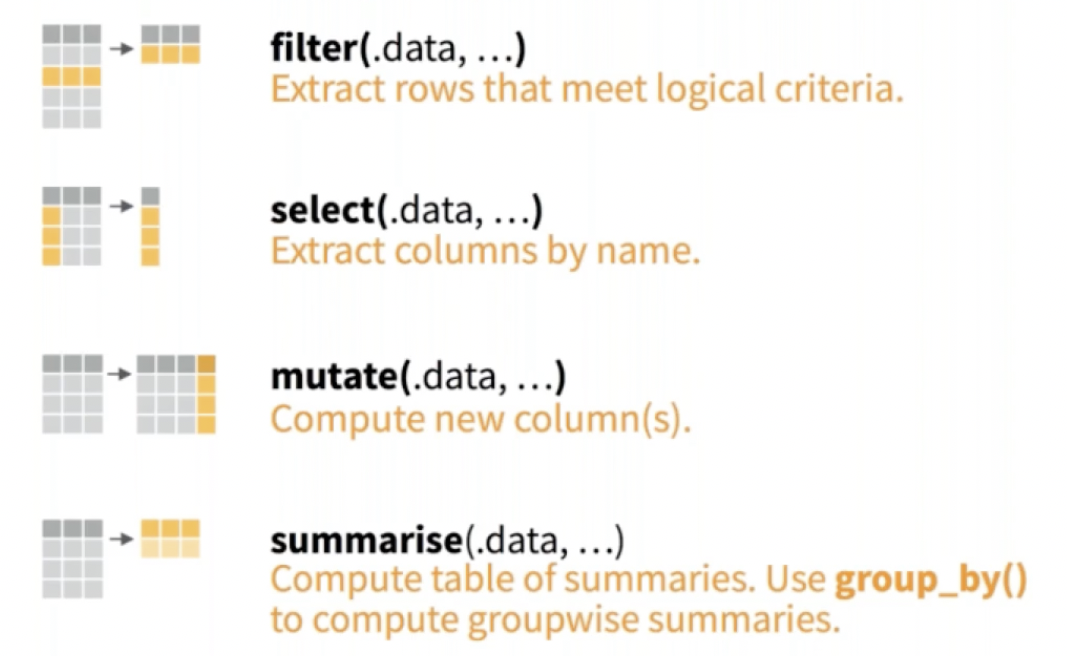 filter(.data, …)
Extract rows that meet logical criteria.
select(.data, …)
Extract columns by name.
mutate(.data, …)
Compute new column(s).
summarise(.data, …)
Compute table of summaries. Use group_by()
to compute groupwise summaries.